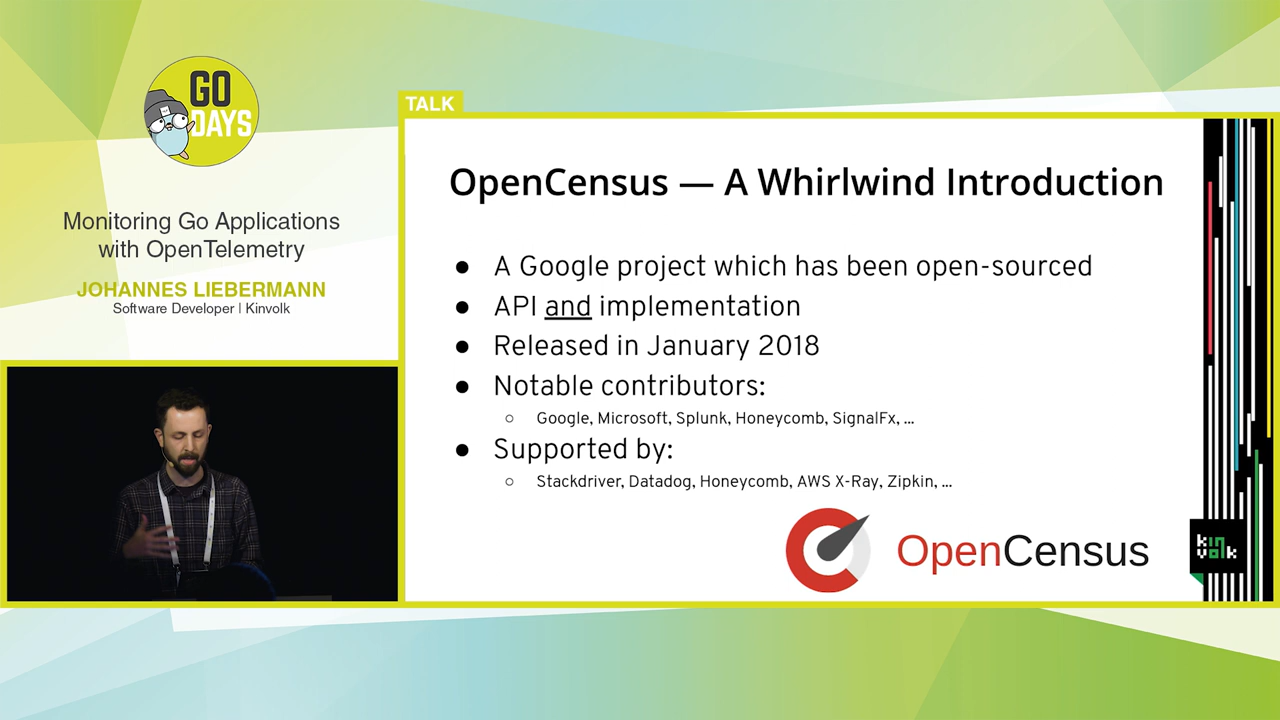 GO
DAYS
TALK
Monitoring Go Applications
with OpenTelemetry
JOHANNES LIEBERMANN
Software Developer | Kinvolk
OpenCensus — A Whirlwind Introduction
● A Google project which has been open-sourced
● API and implementation
● Released in January 2018
● Notable contributors:
○ Google, Microsoft, Splunk, Honeycomb, SignalFx, ...
● Supported by:
○ Stackdriver, Datadog, Honeycomb, AWS X-Ray, Zipkin, ...
OpenCensus
kin
volk